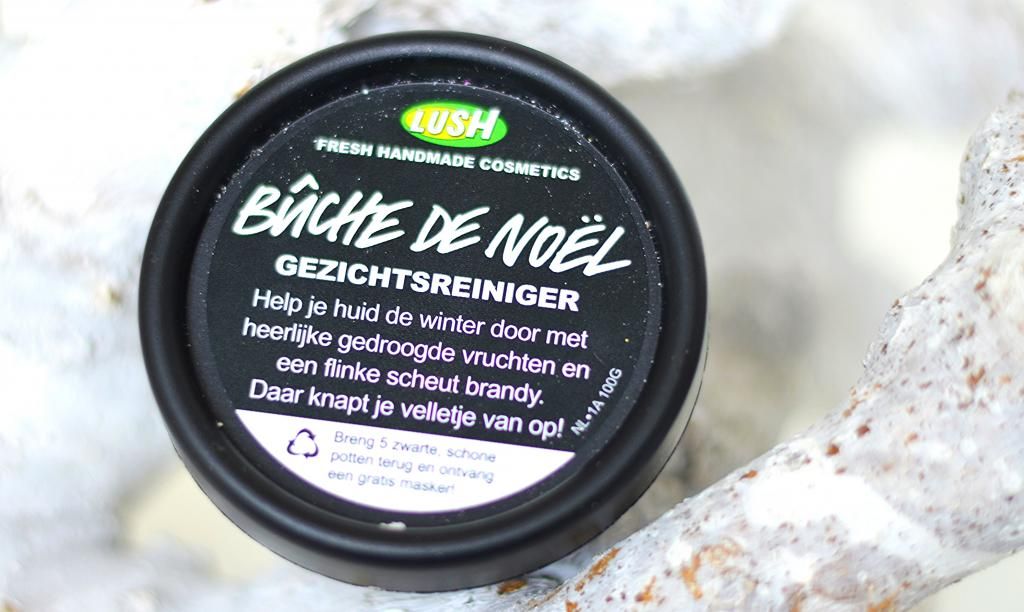 LUSH
FRESH HANDMADE COSMETICS
BÛCHE DE NOËL
GEZICHTSREINIGER
Help je huid de winter door met
heerlijke gedroogde vruchten en
een flinke scheut brandy.
Daar knapt je velletje van op!
NL•1A 100G
Breng 5 zwarte, schone
potten terug en ontvang
een gratis masker!